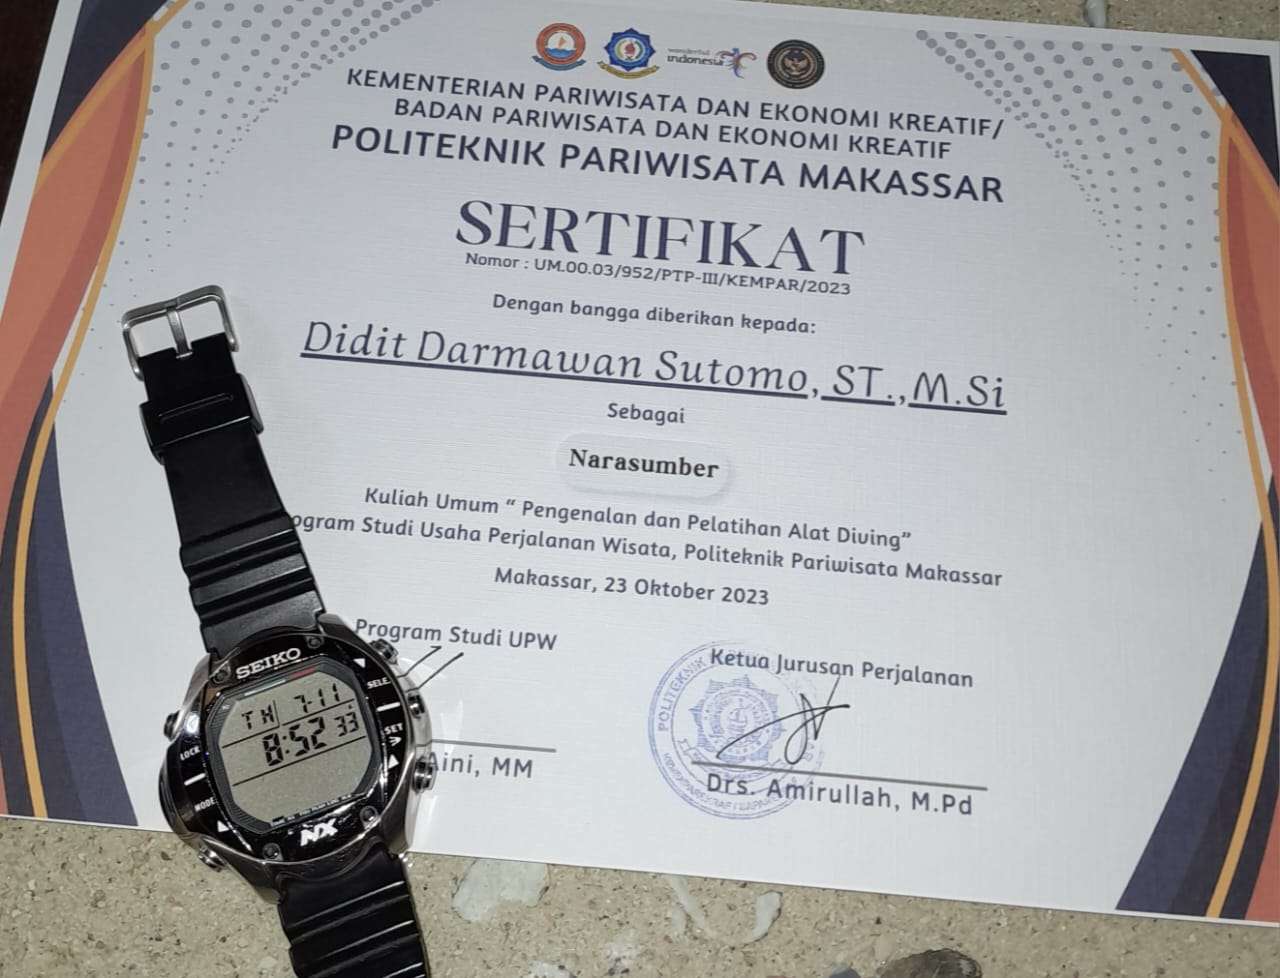 wonderful
indonesia
KEMENTERIAN PARIWISATA DAN EKONOMI KREATIF/
BADAN PARIWISATA DAN EKONOMI KREATIF
POLITEKNIK PARIWISATA MAKASSAR
SERTIFIKAT
Nomor : UM.00.03/952/PTP-III/KEMPAR/2023
Dengan bangga diberikan kepada:
Didit Darmawan Sutomo, ST.,M.Si
Sebagai
Narasumber
Kuliah Umum “ Pengenalan dan Pelatihan Alat Diving”
Studi Usaha Perjalanan Wisata, Politeknik Pariwisata Makassar
Makassar, 23 Oktober 2023
Program Studi UPW
Ketua Jurusan Perjalanan
POLITEKNIK
Aini, MM
Drs. Amirullah, M.Pd
SEIKO
SELE.
TH 7-11
8:52 33
SET
LOCK
MODE
NX